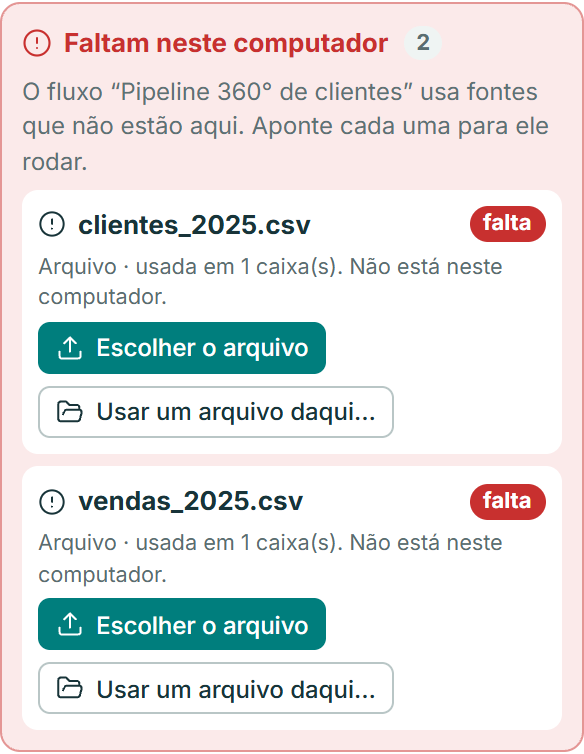 Faltam neste computador 2
O fluxo “Pipeline 360° de clientes” usa fontes
que não estão aqui. Aponte cada uma para ele
rodar.
clientes_2025.csv falta
Arquivo · usada em 1 caixa(s). Não está neste
computador.
Escolher o arquivo
Usar um arquivo daqui...
vendas_2025.csv falta
Arquivo · usada em 1 caixa(s). Não está neste
computador.
Escolher o arquivo
Usar um arquivo daqui...